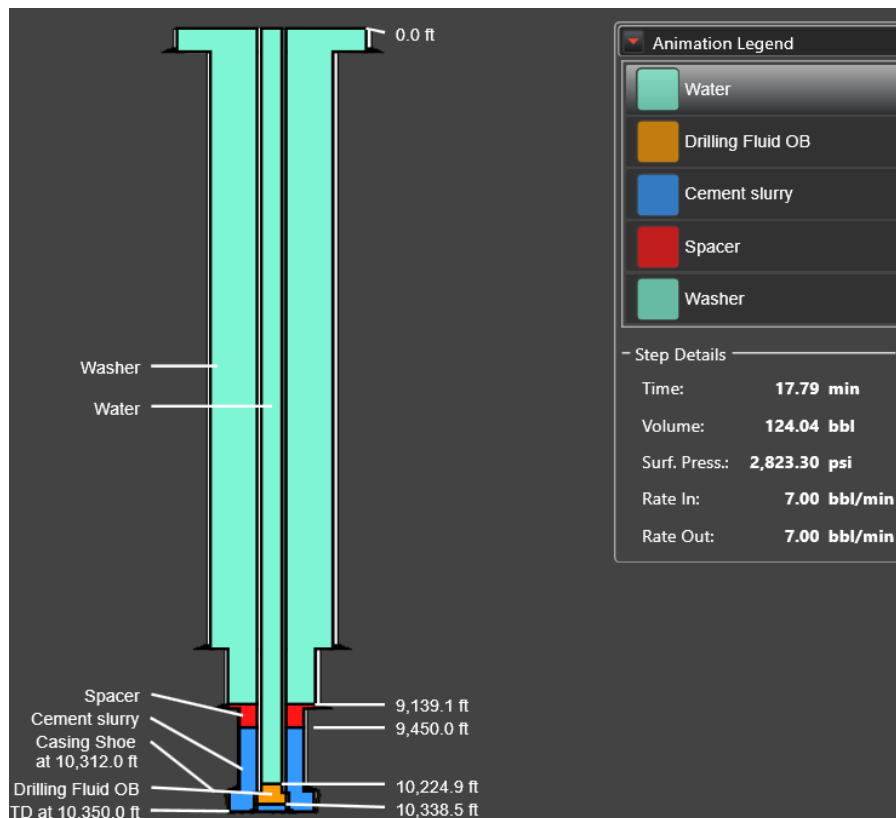 0.0 ft
Washer
Water
Spacer
Cement slurry
Casing Shoe
at 10,312.0 ft
Drilling Fluid OB
TD at 10,350.0 ft
9,139.1 ft
9,450.0 ft
10,224.9 ft
10,338.5 ft
Animation Legend
Water
Drilling Fluid OB
Cement slurry
Spacer
Washer
Step Details
Time: 17.79 min
Volume: 124.04 bbl
Surf. Press.: 2,823.30 psi
Rate In: 7.00 bbl/min
Rate Out: 7.00 bbl/min